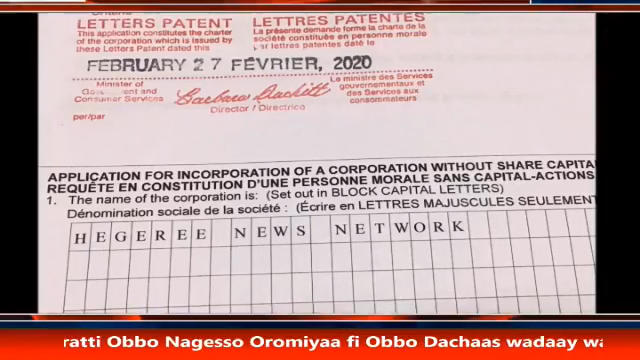 LETTERS PATENT
This application constitutes the charter
of the corporation which is issued by
these Letters Patent dated this
LETTRES PATENTES
La présente demande forme la charte de la
société constituée en personne morale
par lettres patentes daté le
FEBRUARY 27 FÉVRIER, 2020
Minister of
and
Consumer Services
Director / Directrice
Le ministre des Services
gouvernementaux et
des Services aux
consommateurs
per/par
APPLICATION FOR INCORPORATION OF A CORPORATION WITHOUT SHARE CAPITA
REQUÊTE EN CONSTITUTION D'UNE PERSONNE MORALE SANS CAPITAL-ACTIONS
1. The name of the corporation is: (Set out in BLOCK CAPITAL LETTERS)
Dénomination sociale de la société : (Écrire en LETTRES MAJUSCULES SEULEMENT
HEGEREE NEWS NETWORK
ratti Obbo Nagesso Oromiyaa fi Obbo Dachaas wadaay wa